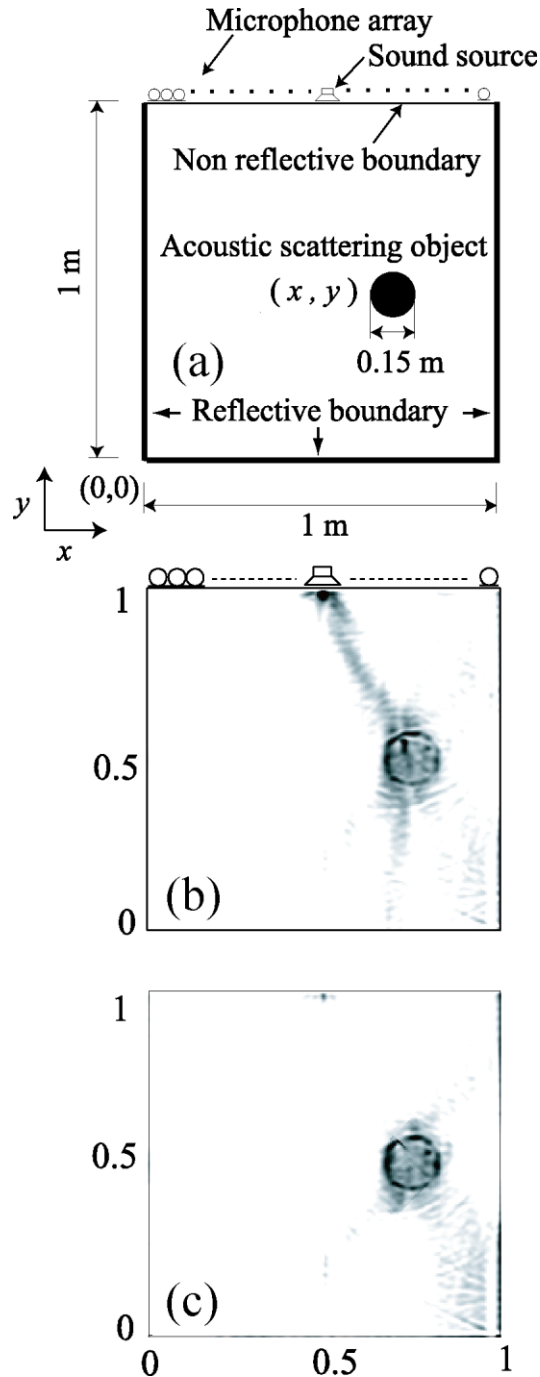 Microphone array
Sound source
Non reflective boundary
1 m
Acoustic scattering object
(x, y)
0.15 m
(a)
Reflective boundary
(0,0)
y
x
1 m
1
0.5
0
(b)
1
0.5
0
(c)
0
0.5
1